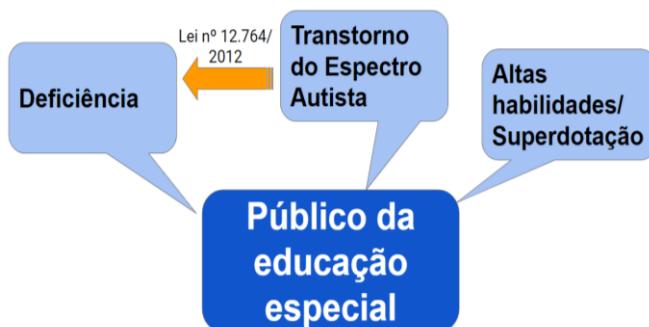 Lei nº 12.764/
2012
Deficiência
Transtorno
do Espectro
Autista
Altas
habilidades/
Superdotação
Público da
educação
especial